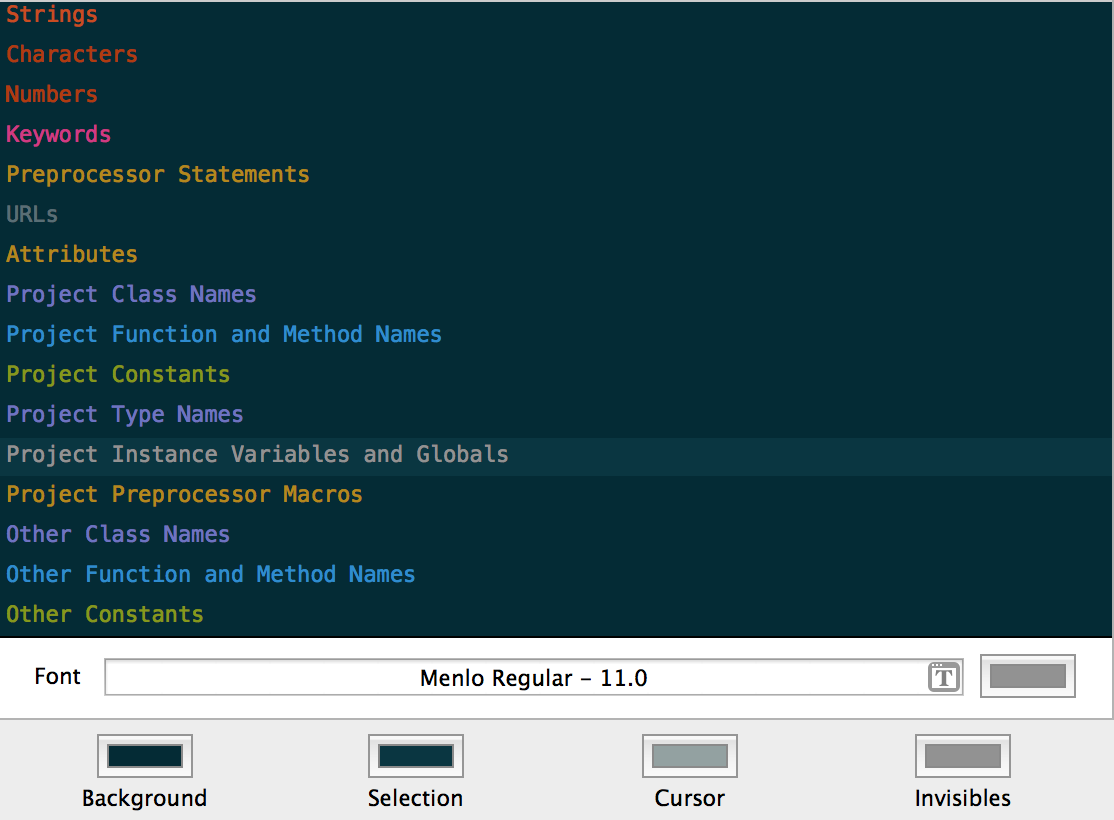 Strings
Characters
Numbers
Keywords
Preprocessor Statements
URLs
Attributes
Project Class Names
Project Function and Method Names
Project Constants
Project Type Names
Project Instance Variables and Globals
Project Preprocessor Macros
Other Class Names
Other Function and Method Names
Other Constants
Font Menlo Regular – 11.0 T
Background Selection Cursor Invisibles